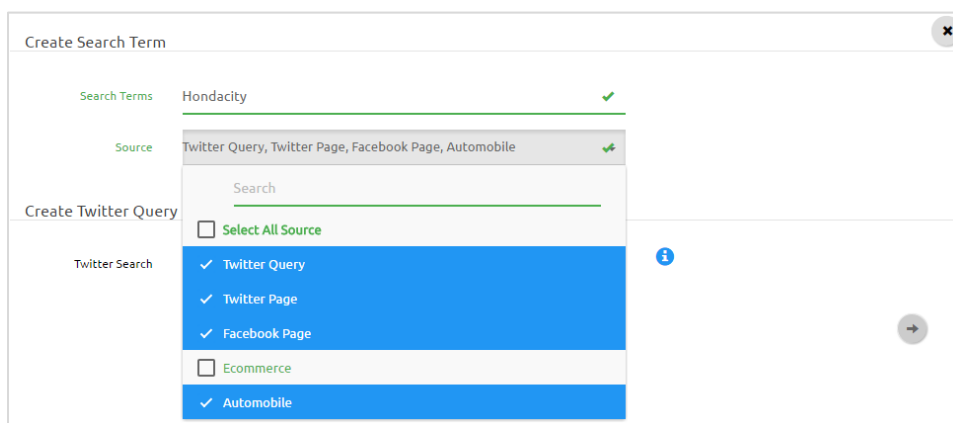 Create Search Term
Search Terms Hondacity
Source Twitter Query, Twitter Page, Facebook Page, Automobile
Search
Create Twitter Query
Select All Source
Twitter Search
Twitter Query
Twitter Page
Facebook Page
Ecommerce
Automobile